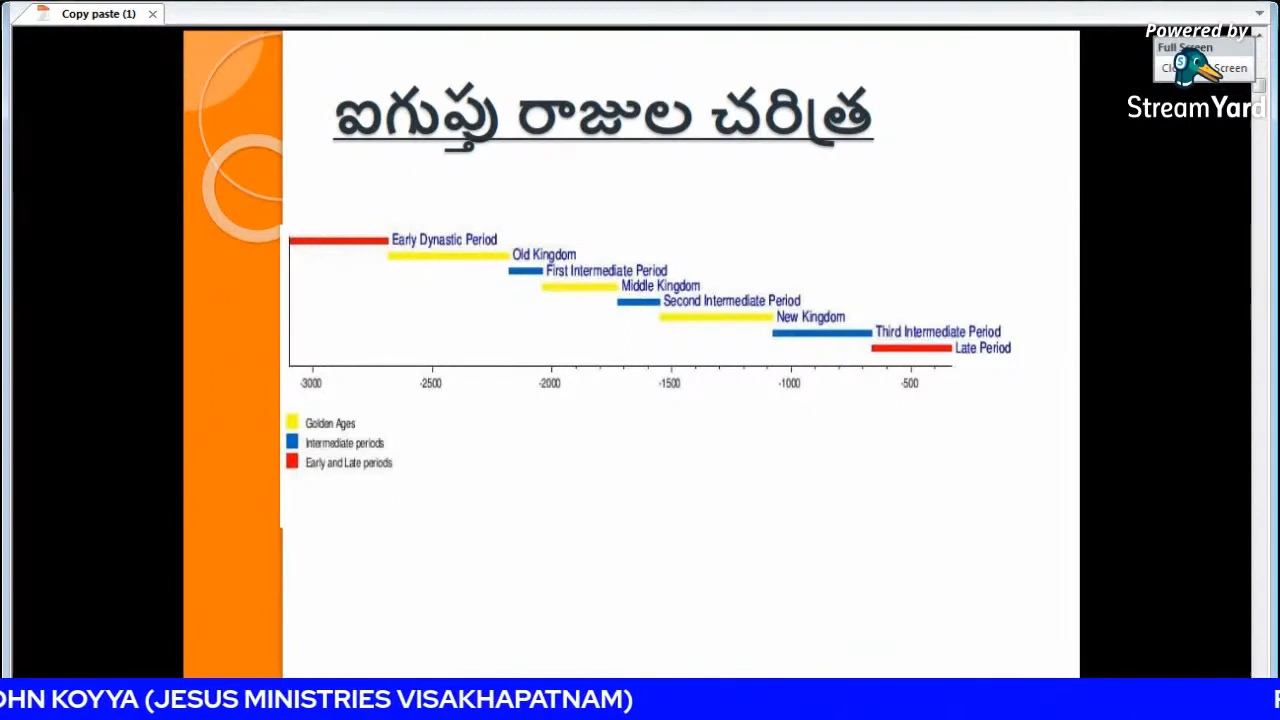 Copy paste (1)
Powered by
Full Screen
StreamYard
ఐగుప్తు రాజుల చరిత్ర
Early Dynastic Period
Old Kingdom
First Intermediate Period
Middle Kingdom
Second Intermediate Period
New Kingdom
Third Intermediate Period
Late Period
-3000 -2500 -2000 -1500 -1000 -500
Golden Ages
Intermediate periods
Early and Late periods
OHN KOYYA (JESUS MINISTRIES VISAKHAPATNAM)